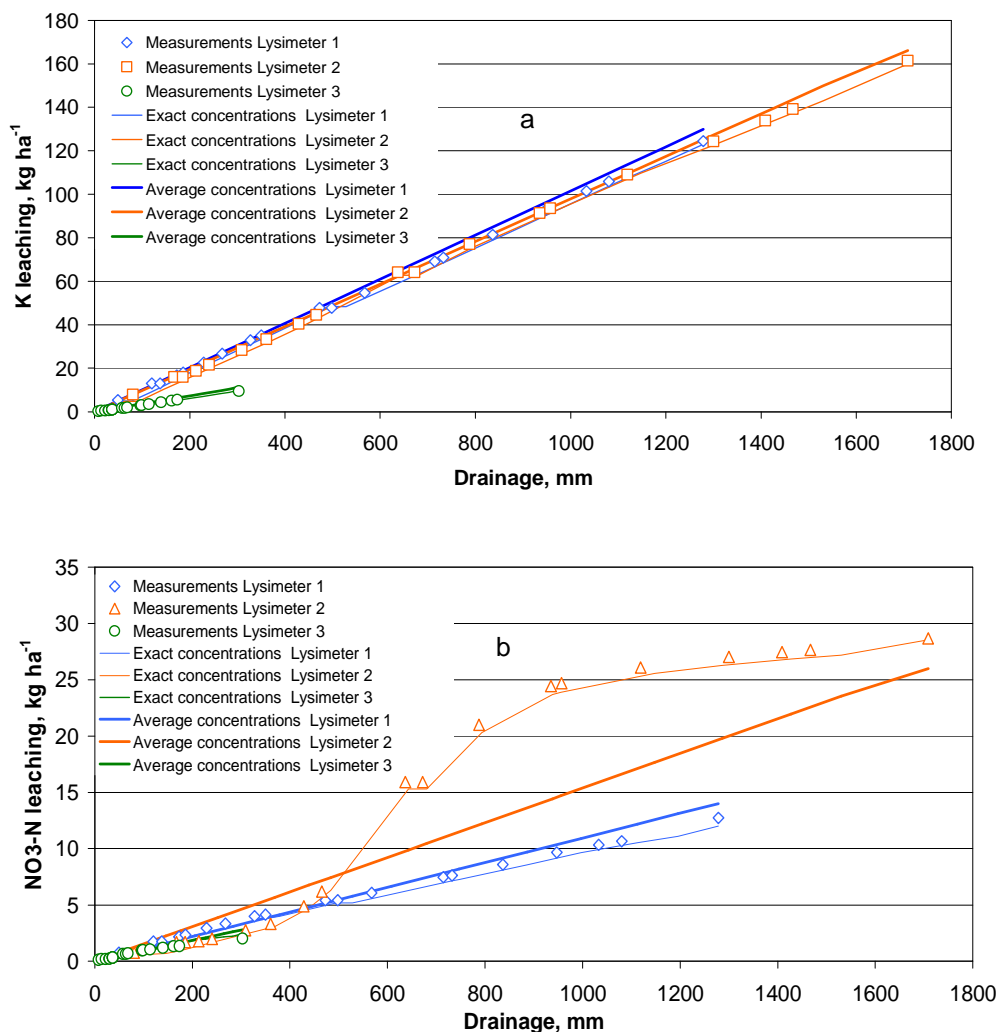 180
160
140
120
100
80
60
40
20
0
K leaching, kg ha-1
Measurements Lysimeter 1
Measurements Lysimeter 2
Measurements Lysimeter 3
Exact concentrations Lysimeter 1
Exact concentrations Lysimeter 2
Exact concentrations Lysimeter 3
Average concentrations Lysimeter 1
Average concentrations Lysimeter 2
Average concentrations Lysimeter 3
a
0 200 400 600 800 1000 1200 1400 1600 1800
Drainage, mm
35
30
25
20
15
10
5
0
NO3-N leaching, kg ha-1
Measurements Lysimeter 1
Measurements Lysimeter 2
Measurements Lysimeter 3
Exact concentrations Lysimeter 1
Exact concentrations Lysimeter 2
Exact concentrations Lysimeter 3
Average concentrations Lysimeter 1
Average concentrations Lysimeter 2
Average concentrations Lysimeter 3
b
0 200 400 600 800 1000 1200 1400 1600 1800
Drainage, mm